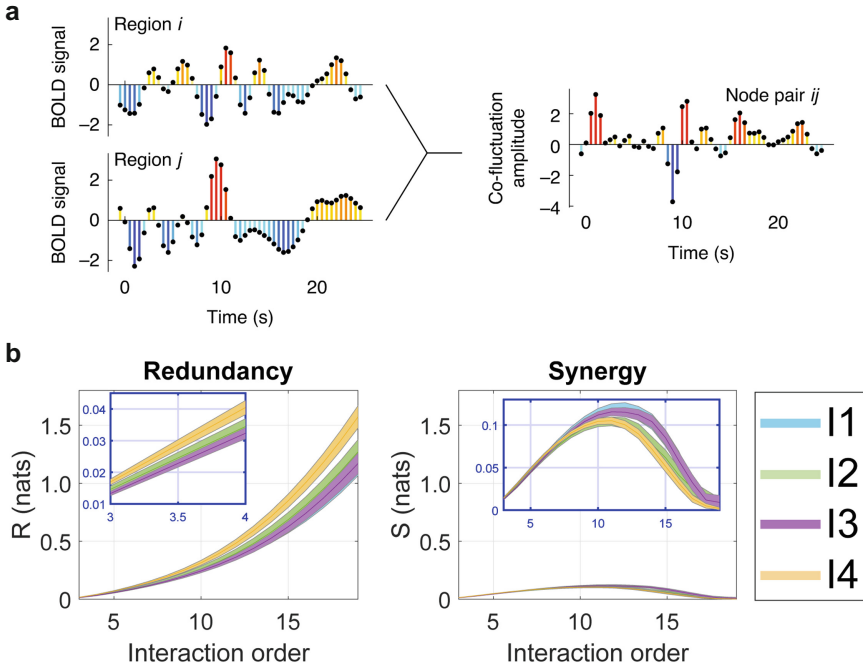 a
Region i
BOLD signal
2
0
−2
Region j
BOLD signal
2
0
−2
0
10
20
Time (s)
Node pair ij
Co-fluctuation
amplitude
2
0
−2
−4
0
10
20
Time (s)
b
Redundancy
R (nats)
1.5
1.0
0.5
0
0.04
0.03
0.02
0.01
3
3.5
4
5
10
15
Interaction order
Synergy
S (nats)
1.5
1.0
0.5
0
0.1
0.05
0
5
10
15
5
10
15
Interaction order
I1
I2
I3
I4